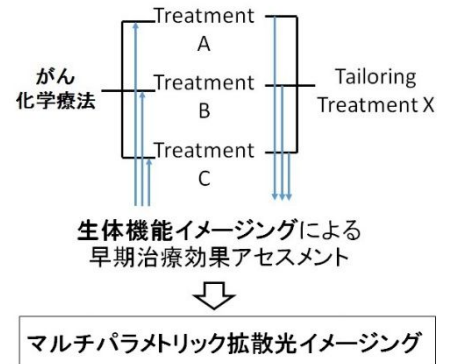 Treatment
A
がん
化学療法
Treatment
B
Tailoring
Treatment X
Treatment
C
生体機能イメージングによる
早期治療効果アセスメント
マルチパラメトリック拡散光イメージング